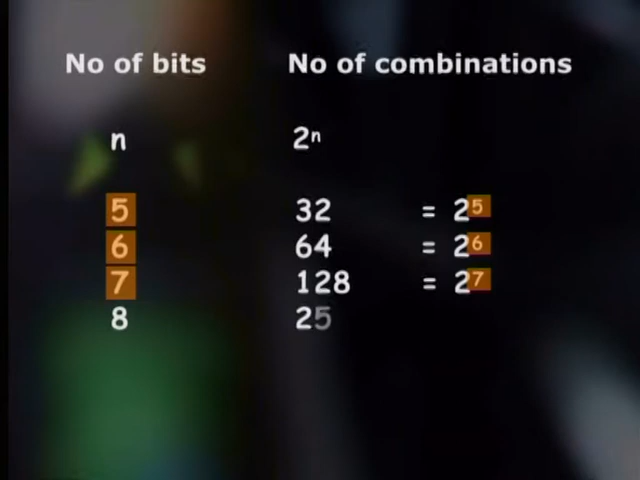 No of bits No of combinations
n 2ⁿ
5 32 = 2⁵
6 64 = 2⁶
7 128 = 2⁷
8 25